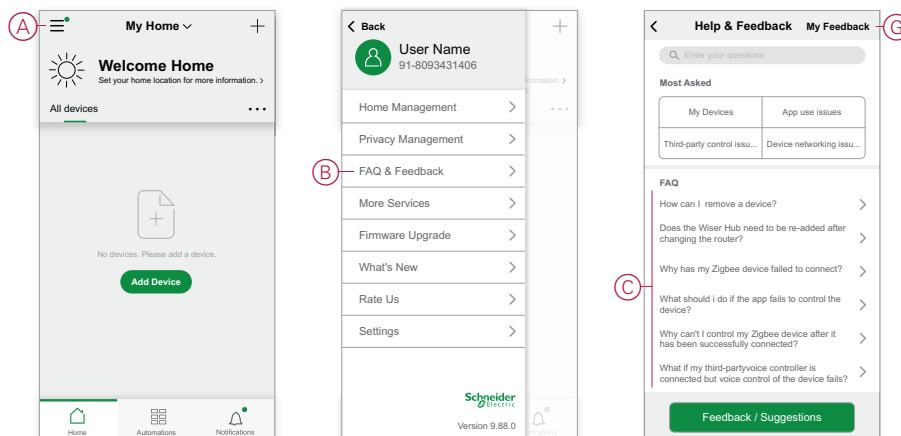 A
My Home
Welcome Home
Set your home location for more information. >
All devices
No devices. Please add a device.
Add Device
Home
Automations
Notifications
Back
User Name
91-8093431406
Home Management
Privacy Management
B
FAQ & Feedback
More Services
Firmware Upgrade
What's New
Rate Us
Settings
Schneider
Electric
Version 9.88.0
ormation. >
Help & Feedback
My Feedback
G
Enter your questions
Most Asked
My Devices
App use issues
Third-party control issu...
Device networking issu...
FAQ
C
How can I remove a device?
Does the Wiser Hub need to be re-added after
changing the router?
Why has my Zigbee device failed to connect?
What should i do if the app fails to control the
device?
Why can't I control my Zigbee device after it
has been successfully connected?
What if my third-partyvoice controller is
connected but voice control of the device fails?
Feedback / Suggestions